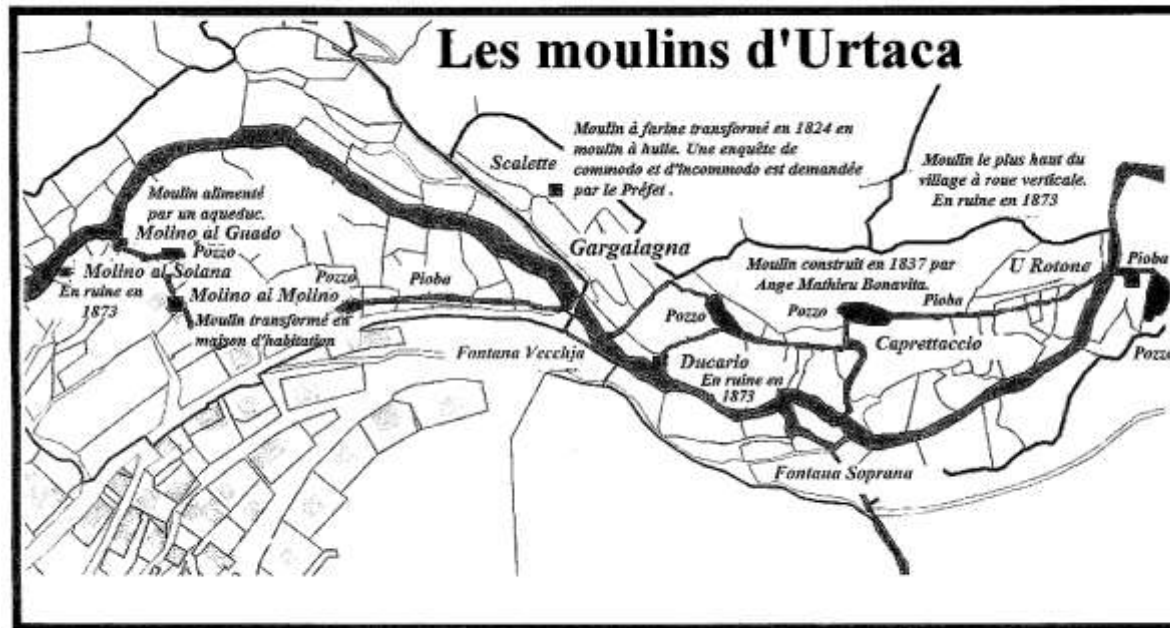 Les moulins d'Urtaca
Moulin à farine transformé en 1824 en
moulin à huile. Une enquête de
commodo et d'incommodo est demandée
par le Préfet .
Scalette
Moulin le plus haut du
village à roue verticale.
En ruine en 1873
Moulin alimenté
par un aqueduc.
Molino al Guado
Pozzo
Molino al Solana
En ruine en
1873
Molino ai Molino
Moulin transformé en
maison d'habitation
Pozzo
Pioba
Gargalagna
Moulin construit en 1837 par
Ange Mathieu Bonavita.
U Rotone
Pioba
Pozzo
Pozzo
Pioba
Caprettaccio
Pozzo
Fontana Vecchja
Ducario
En ruine en
1873
Fontana Soprana